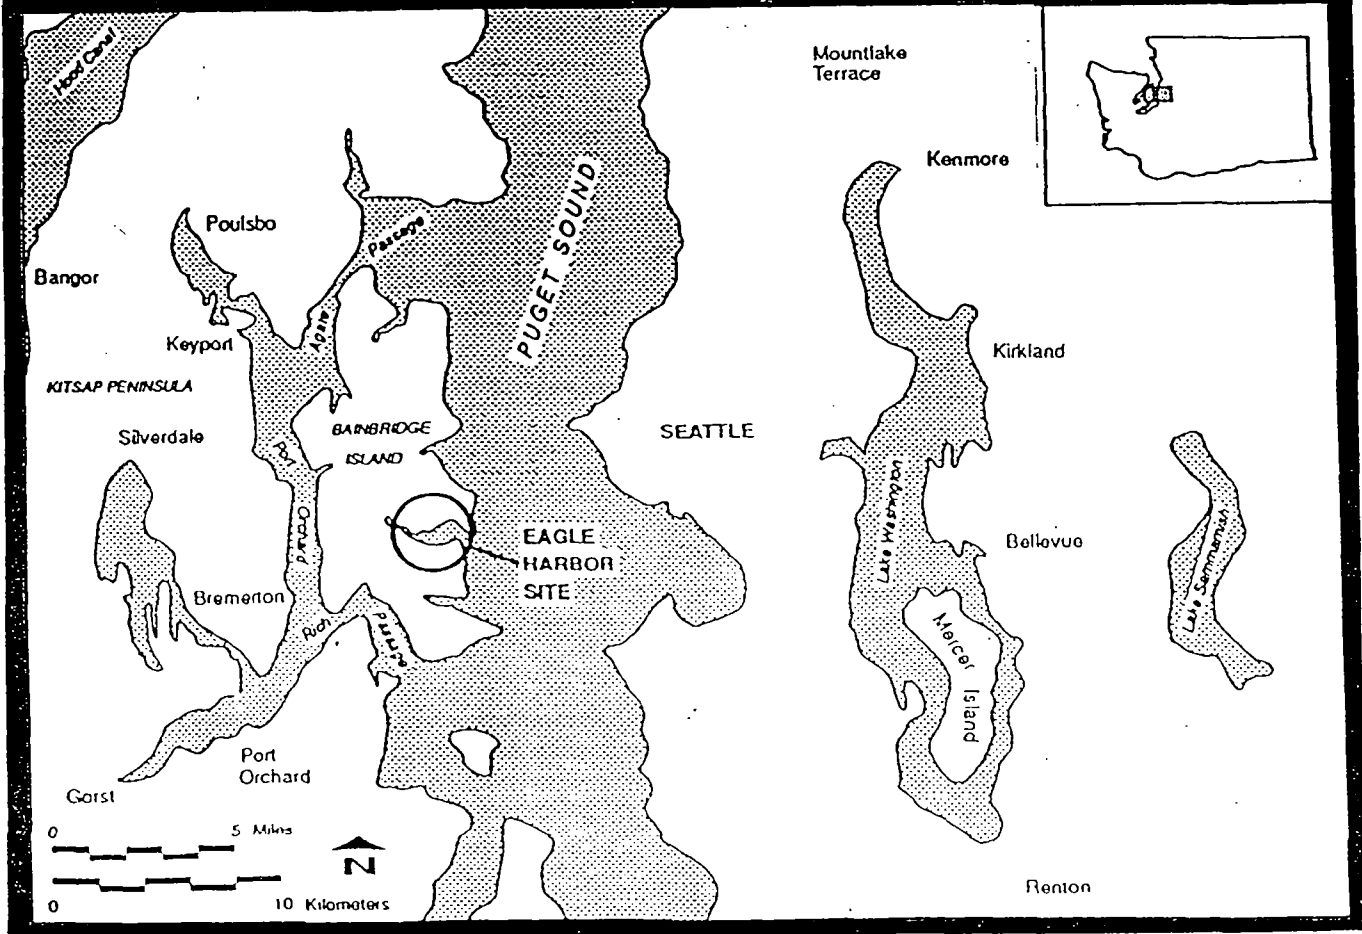 Hood Canal
Mountlake
Terrace
Kenmore
Poulsbo
Passage
PUGET SOUND
Bangor
Agate
Keyport
Kirkland
KITSAP PENINSULA
Silverdale
BAINBRIDGE
ISLAND
SEATTLE
Port
Orchard
Lake Washington
EAGLE
HARBOR
SITE
Bellevue
Lake Sammamish
Bremerton
Rich
Passage
Mercer
Island
Port
Orchard
Gorst
0 5 Miles
N
0 10 Kilometers
Renton